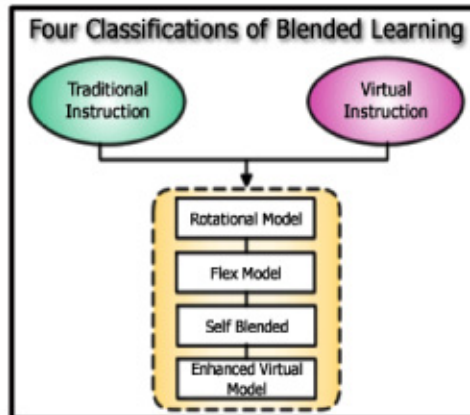 Four Classifications of Blended Learning
Traditional
Instruction
Virtual
Instruction
Rotational Model
Flex Model
Self Blended
Enhanced Virtual
Model